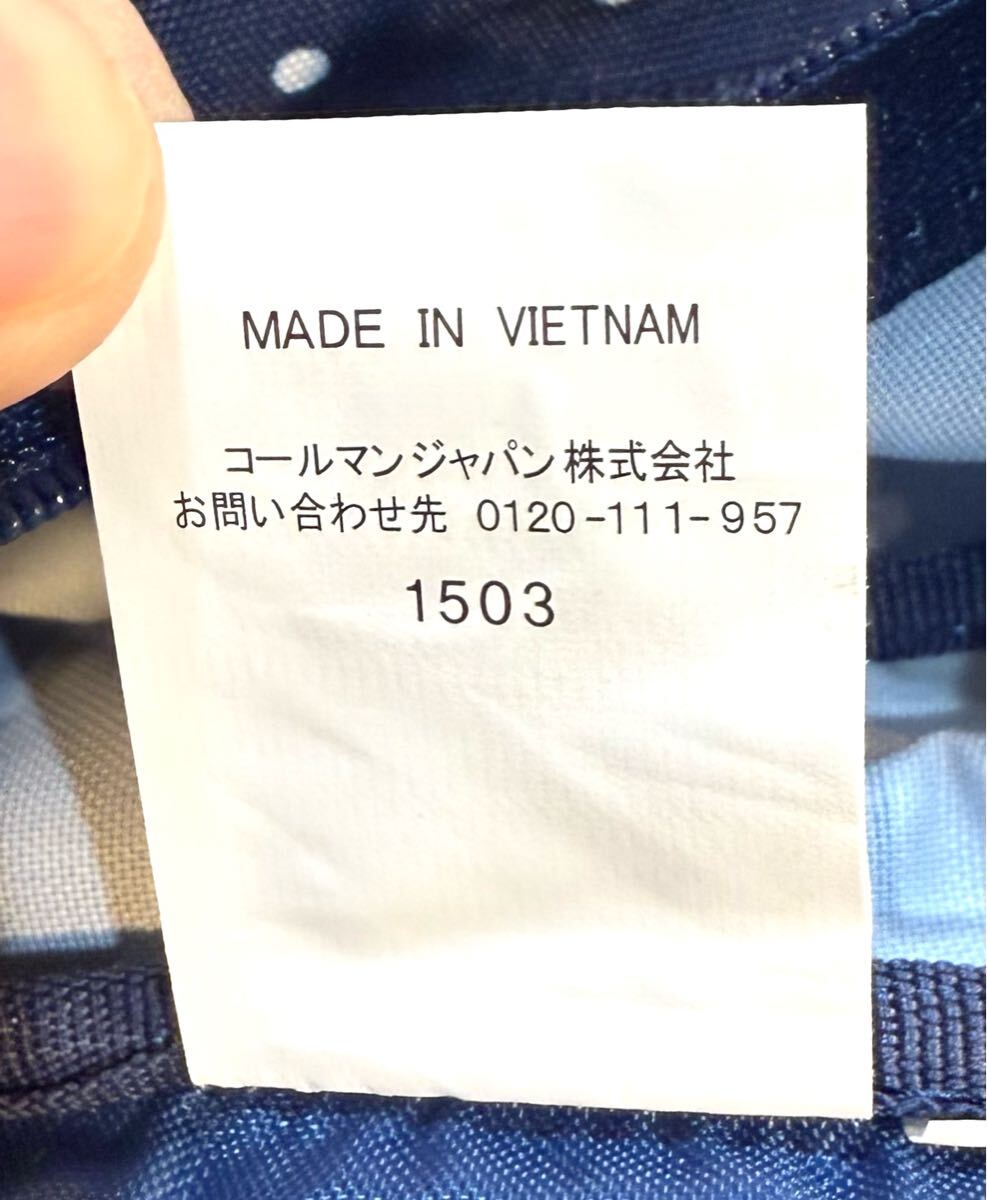 MADE IN VIETNAM
コールマンジャパン株式会社
お問い合わせ先 0120-111-957
1503